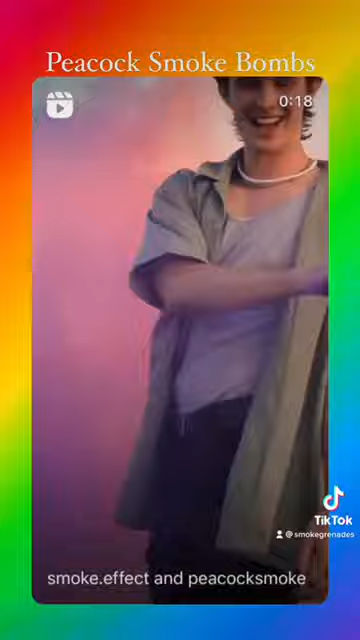 Peacock Smoke Bombs
0:18
TikTok
@smokegrenades
smoke.effect and peacocksmoke